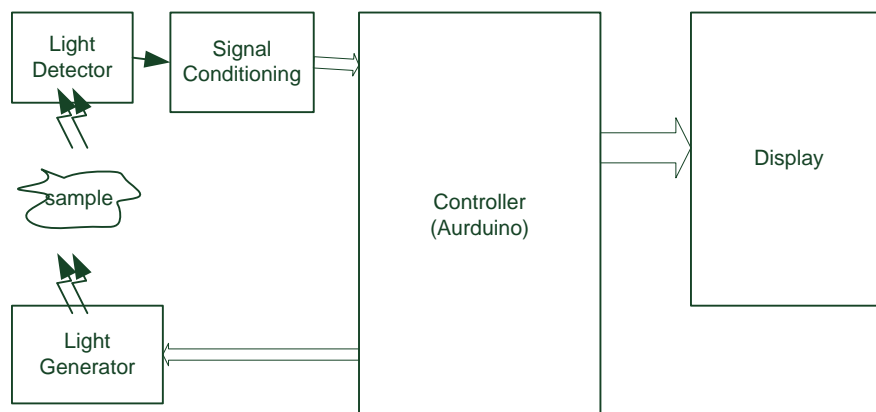 Light
Detector
Signal
Conditioning
sample
Controller
(Aurduino)
Display
Light
Generator